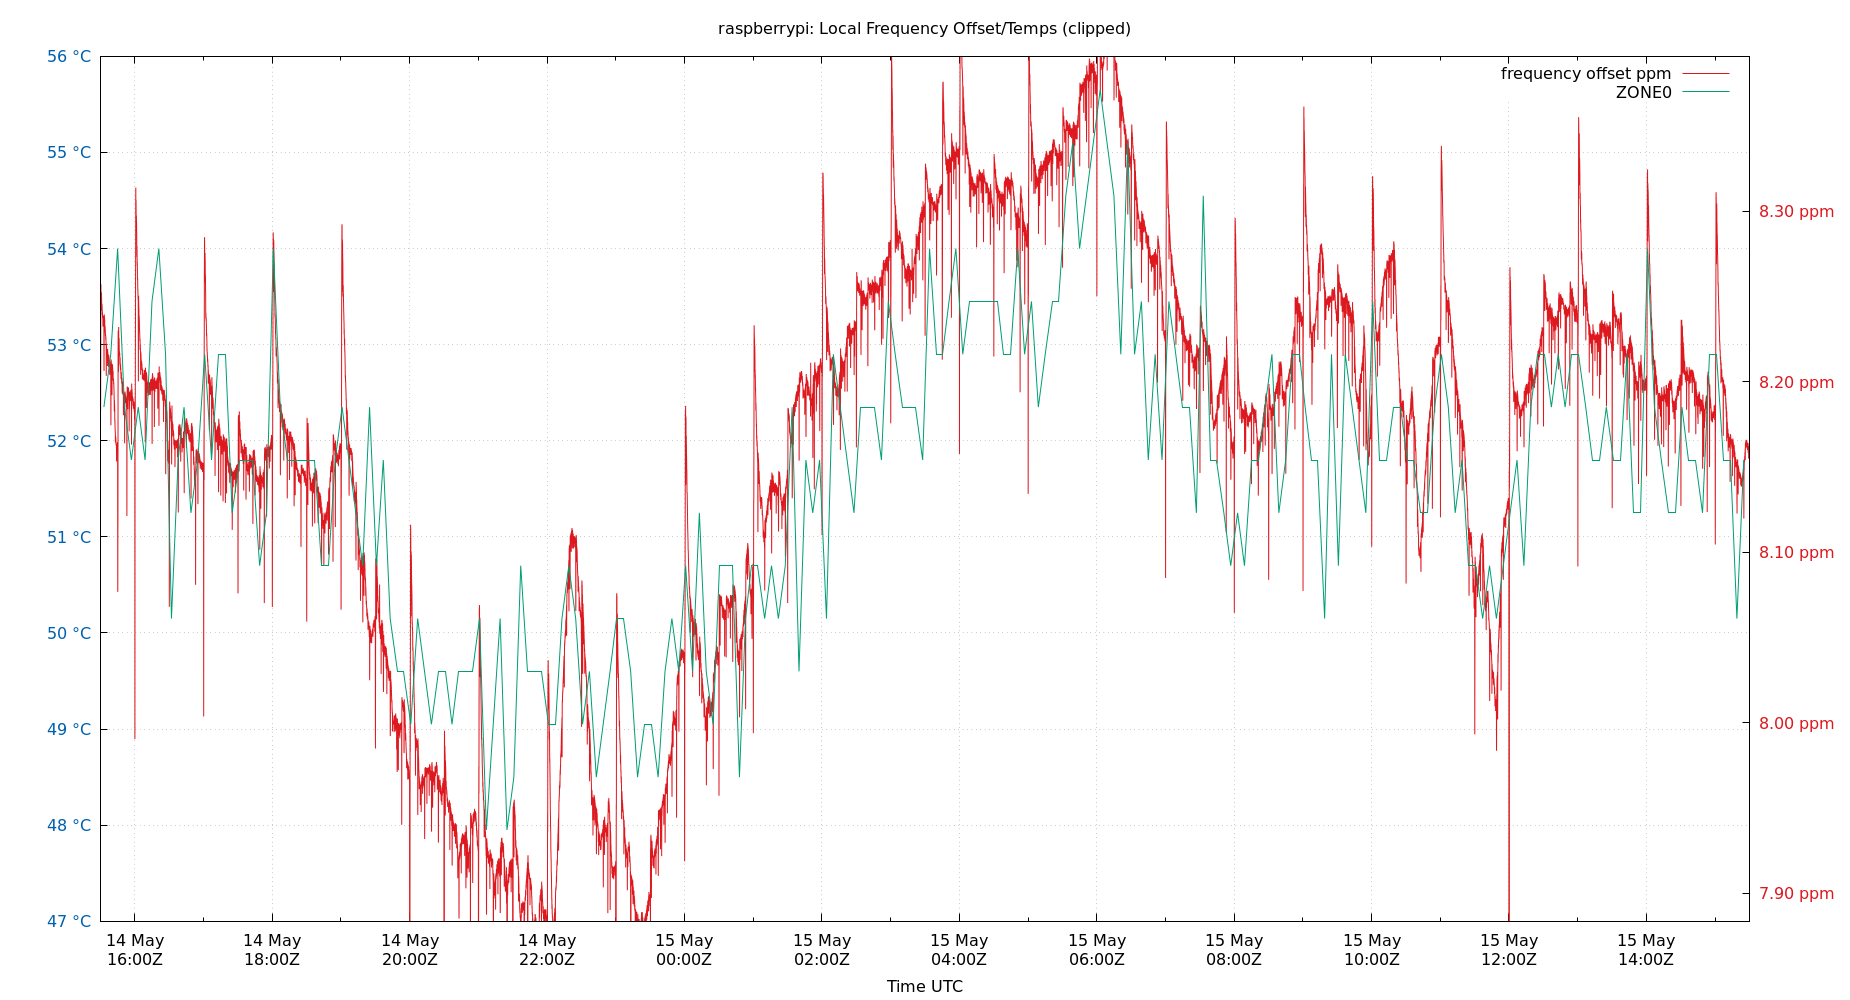 raspberrypi: Local Frequency Offset/Temps (clipped)
56 °C
55 °C
54 °C
53 °C
52 °C
51 °C
50 °C
49 °C
48 °C
47 °C
frequency offset ppm
ZONE0
8.30 ppm
8.20 ppm
8.10 ppm
8.00 ppm
7.90 ppm
14 May
16:00Z
14 May
18:00Z
14 May
20:00Z
14 May
22:00Z
15 May
00:00Z
15 May
02:00Z
15 May
04:00Z
15 May
06:00Z
15 May
08:00Z
15 May
10:00Z
15 May
12:00Z
15 May
14:00Z
Time UTC